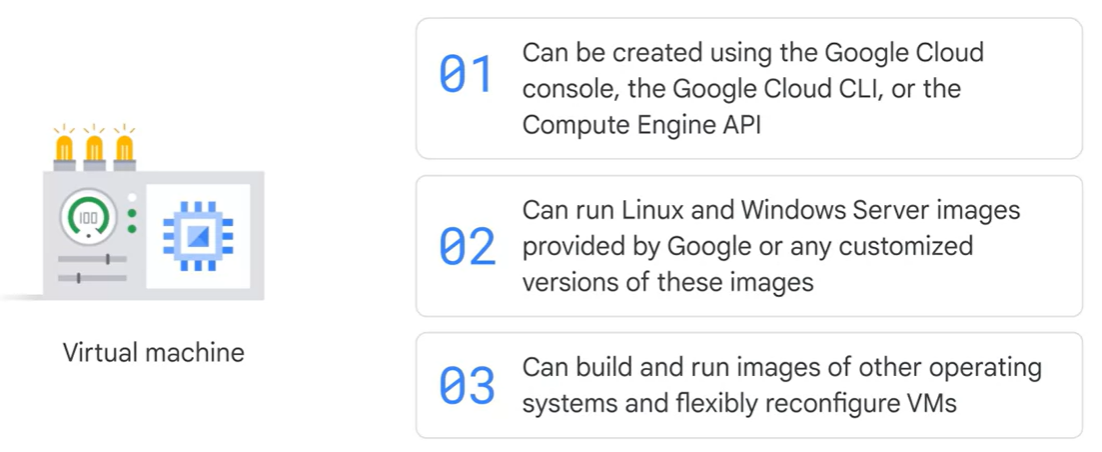 01
Can be created using the Google Cloud
console, the Google Cloud CLI, or the
Compute Engine API
100
02
Can run Linux and Windows Server images
provided by Google or any customized
versions of these images
Virtual machine
03
Can build and run images of other operating
systems and flexibly reconfigure VMs